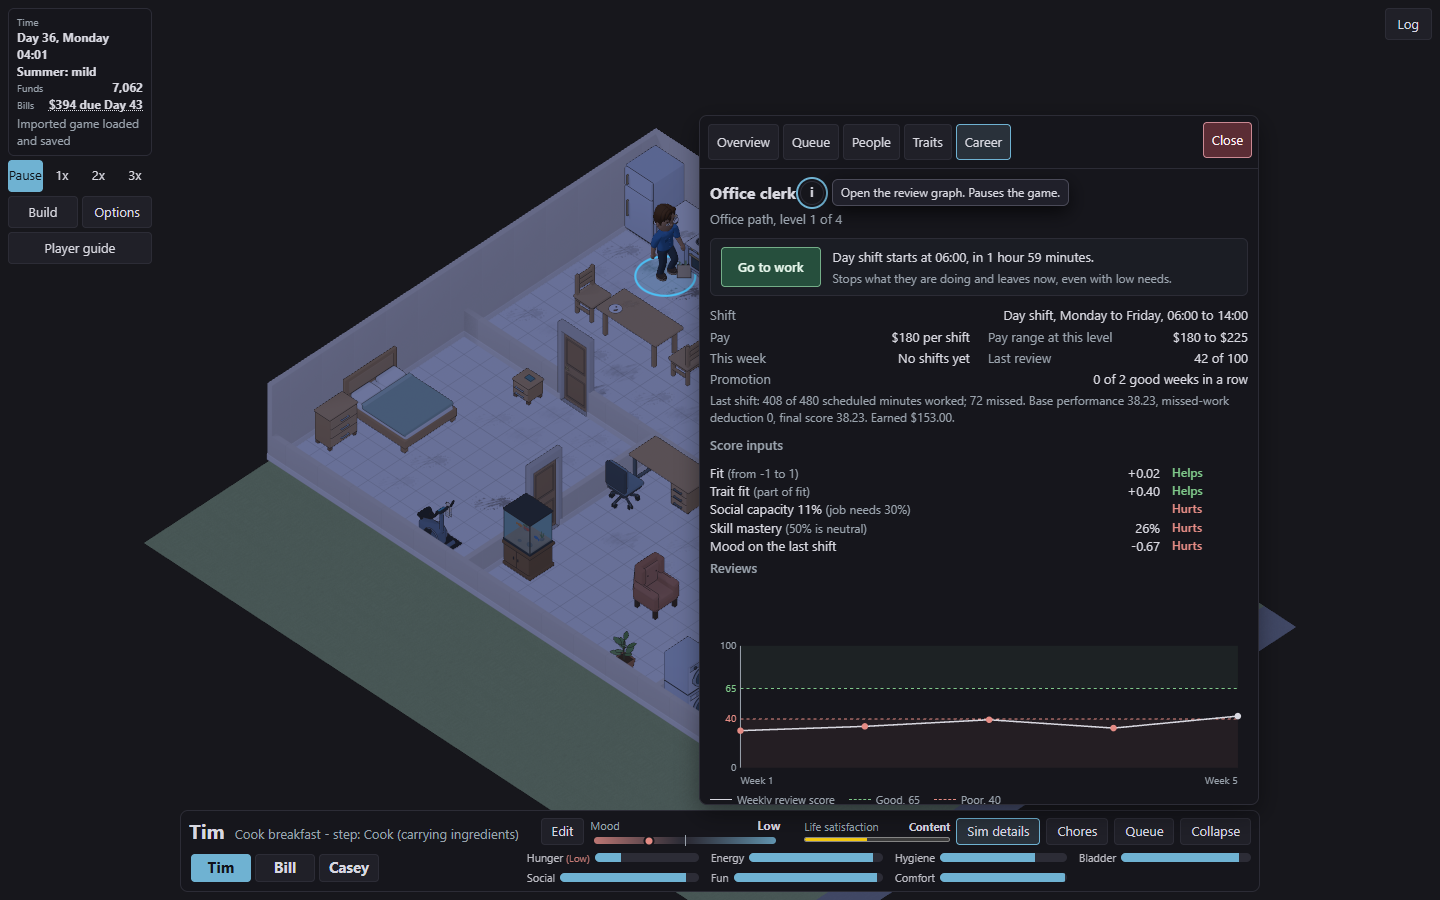 Time
Day 36, Monday
04:01
Summer: mild
Funds 7,062
Bills $394 due Day 43
Imported game loaded
and saved
Pause 1x 2x 3x
Build Options
Player guide
Log
Overview Queue People Traits Career Close
Office clerk i Open the review graph. Pauses the game.
Office path, level 1 of 4
Go to work
Day shift starts at 06:00, in 1 hour 59 minutes.
Stops what they are doing and leaves now, even with low needs.
Shift Day shift, Monday to Friday, 06:00 to 14:00
Pay $180 per shift Pay range at this level $180 to $225
This week No shifts yet Last review 42 of 100
Promotion 0 of 2 good weeks in a row
Last shift: 408 of 480 scheduled minutes worked; 72 missed. Base performance 38.23, missed-work
deduction 0, final score 38.23. Earned $153.00.
Score inputs
Fit (from -1 to 1) +0.02 Helps
Trait fit (part of fit) +0.40 Helps
Social capacity 11% (job needs 30%) Hurts
Skill mastery (50% is neutral) 26% Hurts
Mood on the last shift -0.67 Hurts
Reviews
100
65
40
0
Week 1 Week 5
Weekly review score Good, 65 Poor, 40
Tim Cook breakfast - step: Cook (carrying ingredients) Edit Mood Low Life satisfaction Content Sim details Chores Queue Collapse
Tim Bill Casey
Hunger (Low) Energy Hygiene Bladder
Social Fun Comfort